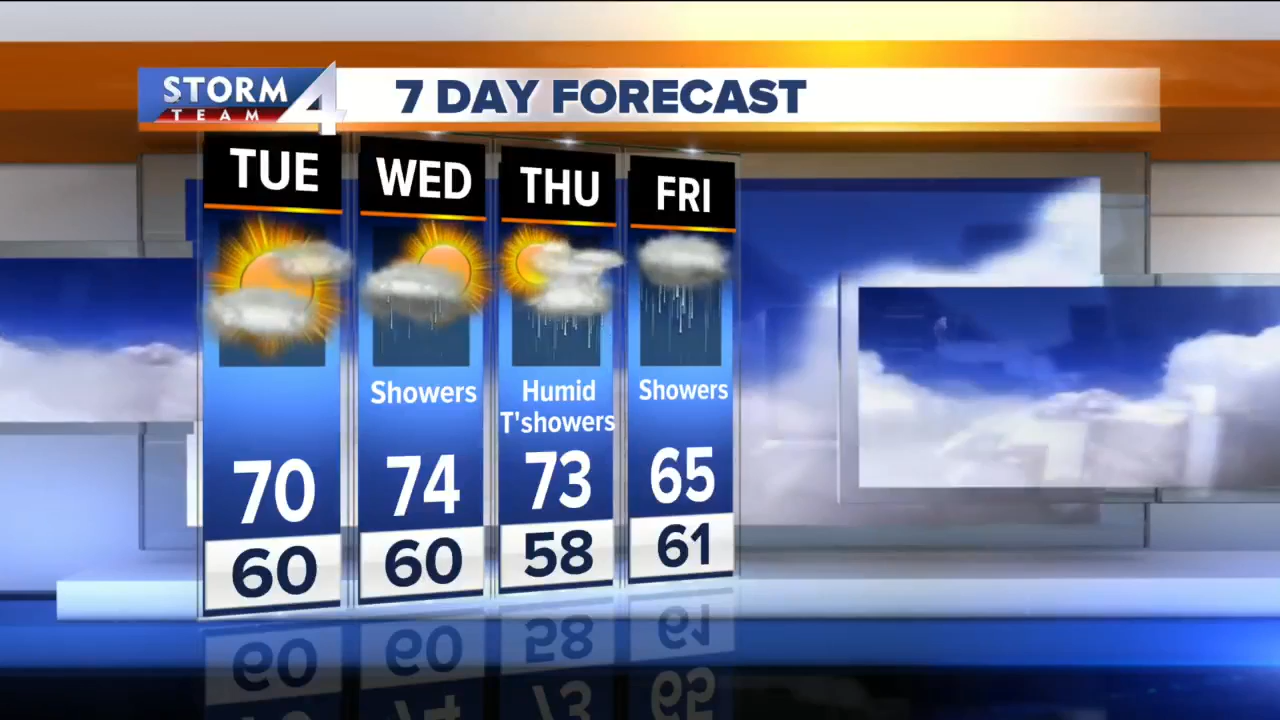 STORM
TEAM
4
7 DAY FORECAST
TUE
70
60
WED
Showers
74
60
THU
Humid
T'showers
73
58
FRI
Showers
65
61